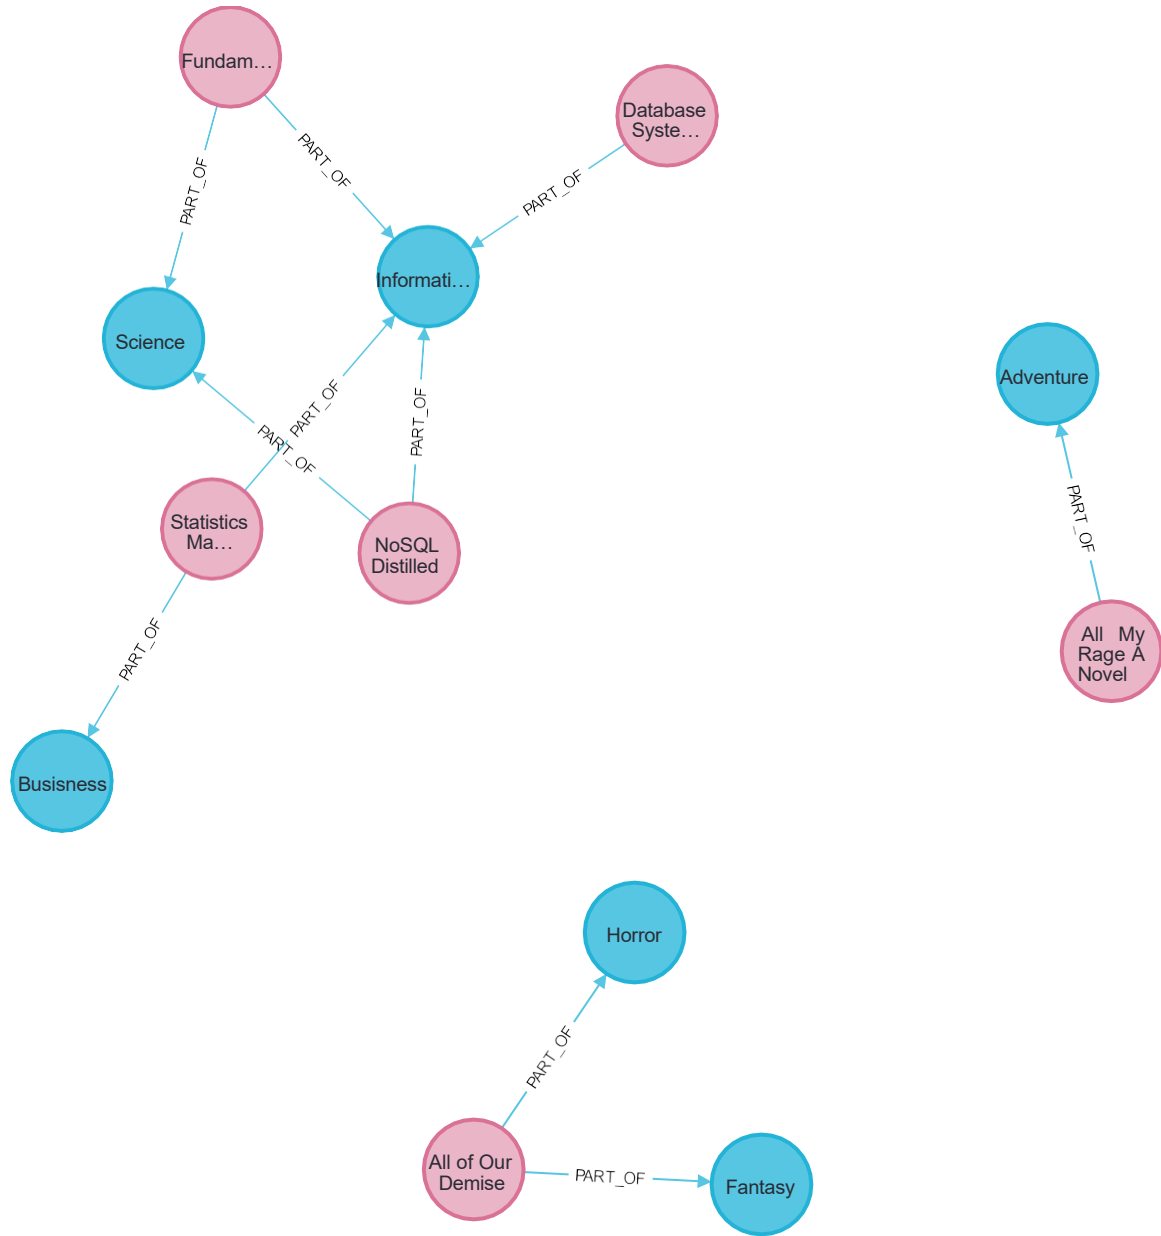 Fundam...
Database
Syste...
PART_OF
PART_OF
PART_OF
Informati...
Science
Adventure
PART_OF
PART_OF
PART_OF
Statistics
Ma...
NoSQL
Distilled
PART_OF
All My
Rage A
Novel
PART_OF
Busisness
Horror
PART_OF
All of Our
Demise
PART_OF
Fantasy